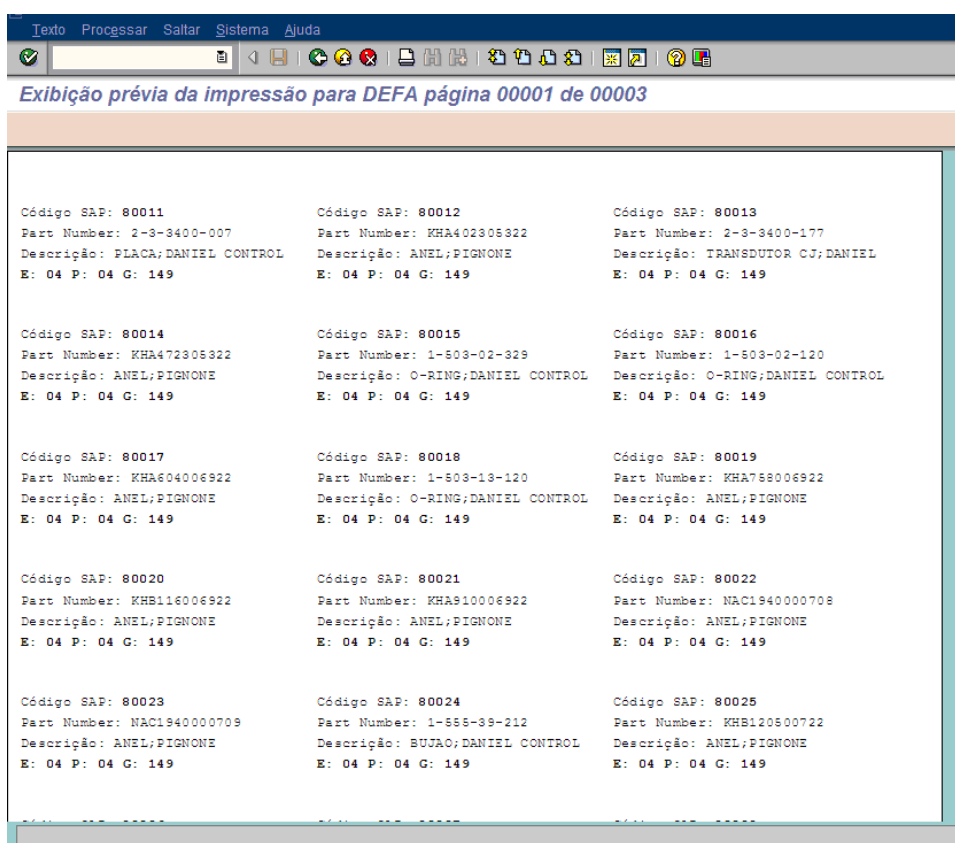 Texto Processar Saltar Sistema Ajuda
Exibição prévia da impressão para DEFA página 00001 de 00003
Código SAP: 80011
Part Number: 2-3-3400-007
Descrição: PLACA;DANIEL CONTROL
E: 04 P: 04 G: 149
Código SAP: 80012
Part Number: KHA402305322
Descrição: ANEL;PIGNONE
E: 04 P: 04 G: 149
Código SAP: 80013
Part Number: 2-3-3400-177
Descrição: TRANSDUTOR CJ;DANIEL
E: 04 P: 04 G: 149
Código SAP: 80014
Part Number: KHA472305322
Descrição: ANEL;PIGNONE
E: 04 P: 04 G: 149
Código SAP: 80015
Part Number: 1-503-02-329
Descrição: O-RING;DANIEL CONTROL
E: 04 P: 04 G: 149
Código SAP: 80016
Part Number: 1-503-02-120
Descrição: O-RING;DANIEL CONTROL
E: 04 P: 04 G: 149
Código SAP: 80017
Part Number: KHA604006922
Descrição: ANEL;PIGNONE
E: 04 P: 04 G: 149
Código SAP: 80018
Part Number: 1-503-13-120
Descrição: O-RING;DANIEL CONTROL
E: 04 P: 04 G: 149
Código SAP: 80019
Part Number: KHA758006922
Descrição: ANEL;PIGNONE
E: 04 P: 04 G: 149
Código SAP: 80020
Part Number: KHB116006922
Descrição: ANEL;PIGNONE
E: 04 P: 04 G: 149
Código SAP: 80021
Part Number: KHA910006922
Descrição: ANEL;PIGNONE
E: 04 P: 04 G: 149
Código SAP: 80022
Part Number: NAC1940000708
Descrição: ANEL;PIGNONE
E: 04 P: 04 G: 149
Código SAP: 80023
Part Number: NAC1940000709
Descrição: ANEL;PIGNONE
E: 04 P: 04 G: 149
Código SAP: 80024
Part Number: 1-555-39-212
Descrição: BUJAO;DANIEL CONTROL
E: 04 P: 04 G: 149
Código SAP: 80025
Part Number: KHB120500722
Descrição: ANEL;PIGNONE
E: 04 P: 04 G: 149